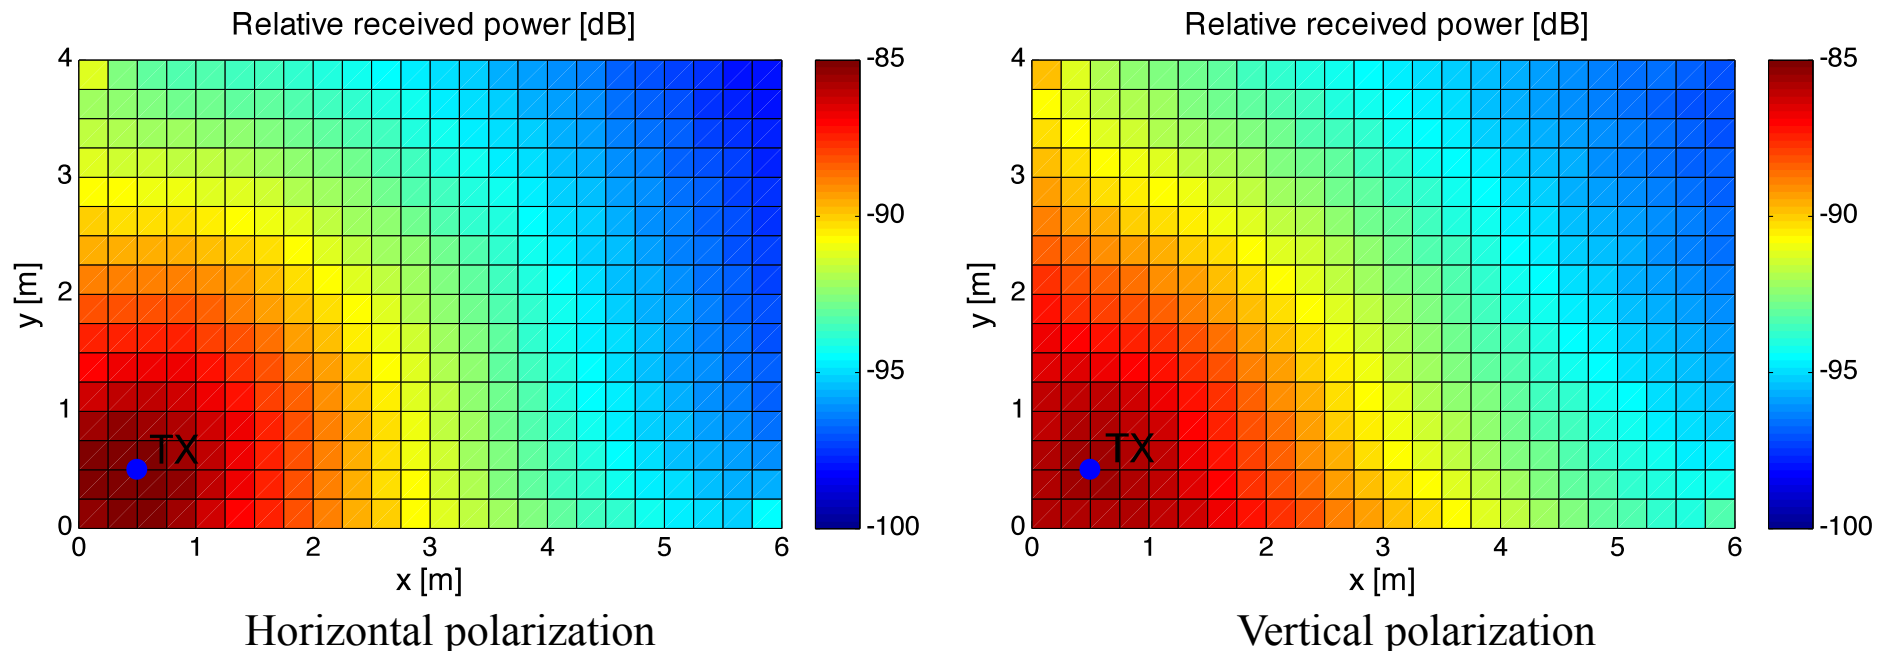 Relative received power [dB]
4
3
2
1
0
y [m]
TX
0 1 2 3 4 5 6
x [m]
-85
-90
-95
-100
Horizontal polarization
Relative received power [dB]
4
3
2
1
0
y [m]
TX
0 1 2 3 4 5 6
x [m]
-85
-90
-95
-100
Vertical polarization